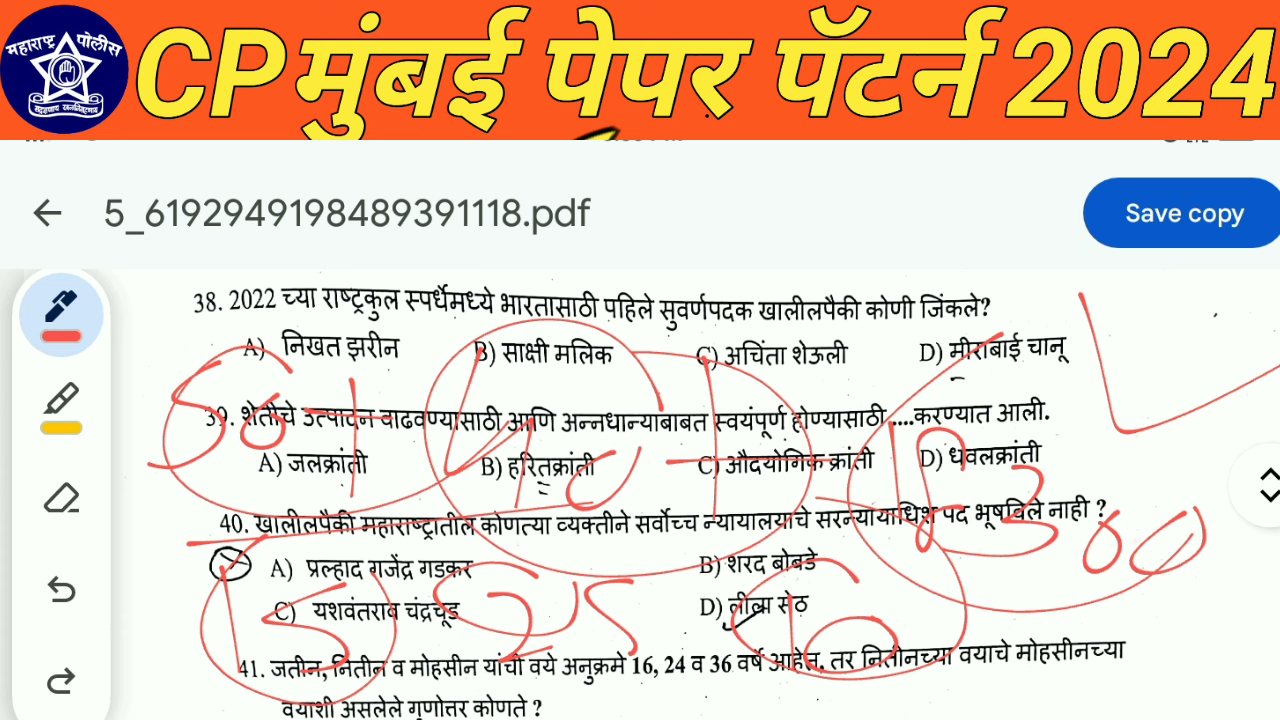 महाराष्ट्र पोलीस
CP मुंबई पेपर पॅटर्न 2024
5_6192949198489391118.pdf
Save copy
38. 2022 च्या राष्ट्रकुल स्पर्धेमध्ये भारतासाठी पहिले सुवर्णपदक खालीलपैकी कोणी जिंकले?
A) निखत झरीन B) साक्षी मलिक C) अचिंता शेऊली D) मीराबाई चानू
39. शेतीचे उत्पादन वाढवण्यासाठी आणि अन्नधान्याबाबत स्वयंपूर्ण होण्यासाठी ....करण्यात आली.
A) जलक्रांती B) हरितक्रांती C) औदयोगिक क्रांती D) धवलक्रांती
40. खालीलपैकी महाराष्ट्रातील कोणत्या व्यक्तीने सर्वोच्च न्यायालयाचे सरन्यायाधिश पद भूषविले नाही ?
A) प्रल्हाद गजेंद्र गडकर B) शरद बोबडे
C) यशवंतराव चंद्रचूड D) लीला सेठ
41. जतीन, नितीन व मोहसीन यांची वये अनुक्रमे 16, 24 व 36 वर्षे आहेत, तर नितीनच्या वयाचे मोहसीनच्या
वयाशी असलेले गुणोत्तर कोणते ?